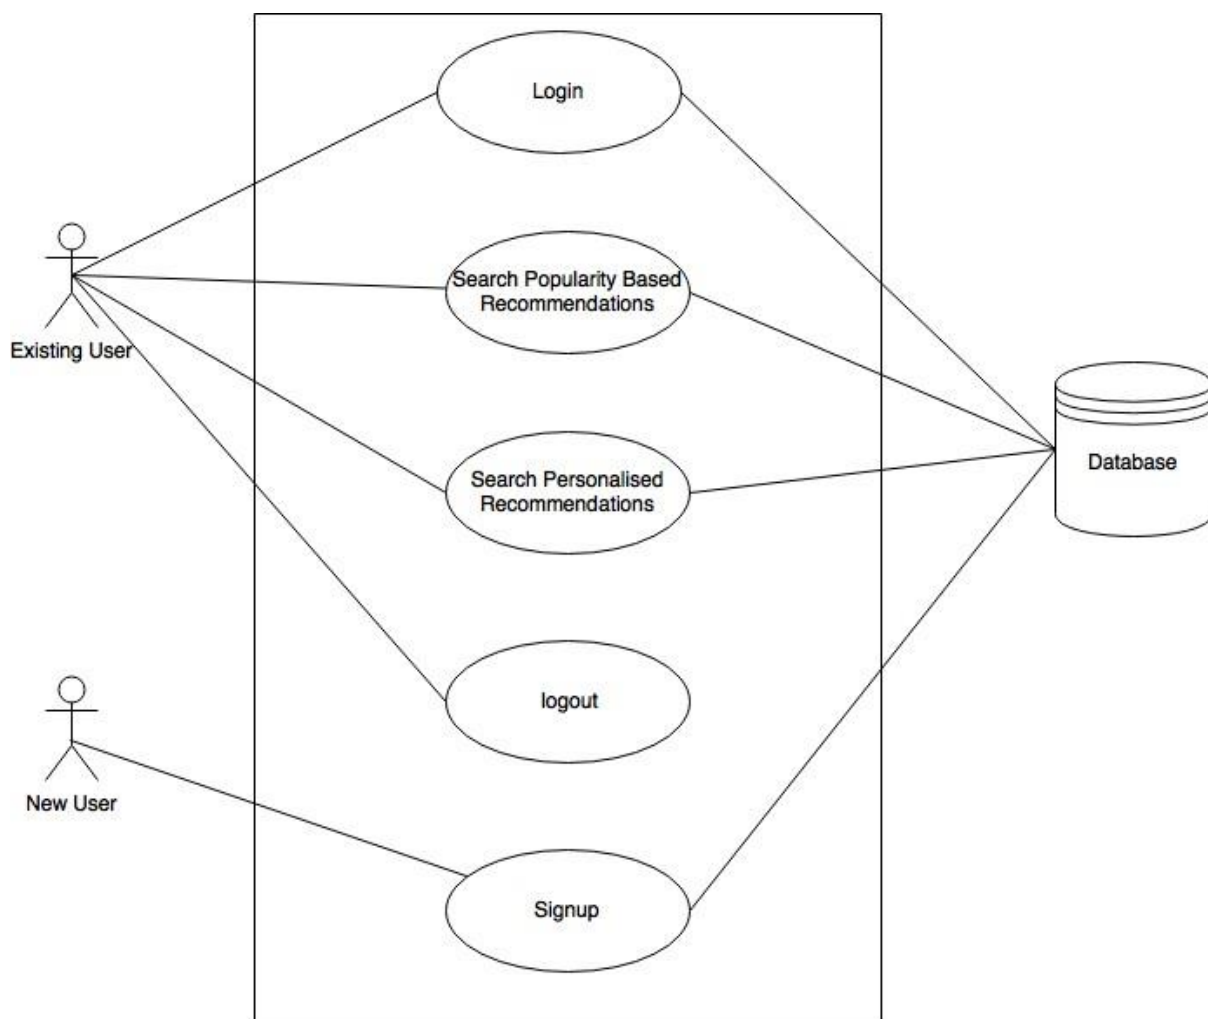 Login
Search Popularity Based
Recommendations
Existing User
Search Personalised
Recommendations
Database
logout
New User
Signup